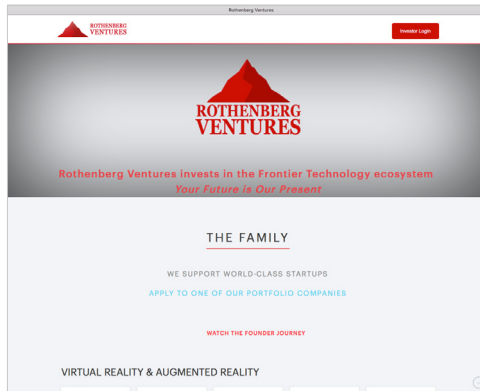 Rothenberg Ventures
ROTHENBERG
VENTURES
Investor Login
ROTHENBERG
VENTURES
Rothenberg Ventures invests in the Frontier Technology ecosystem
Your Future is Our Present
THE FAMILY
WE SUPPORT WORLD-CLASS STARTUPS
APPLY TO ONE OF OUR PORTFOLIO COMPANIES
WATCH THE FOUNDER JOURNEY
VIRTUAL REALITY & AUGMENTED REALITY